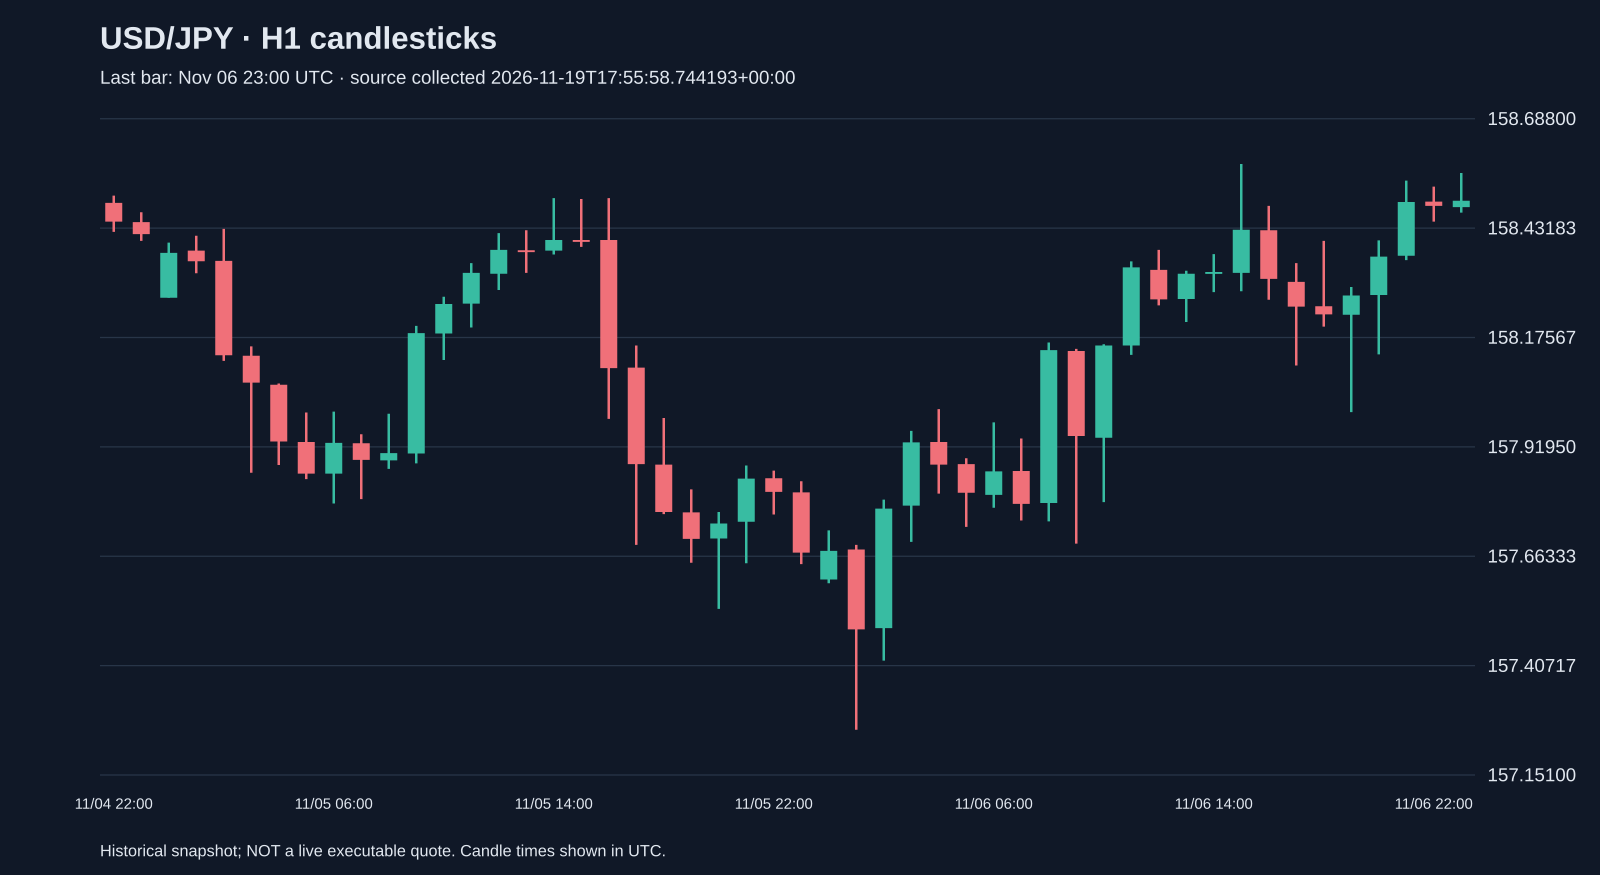 USD/JPY · H1 candlesticks
Last bar: Nov 06 23:00 UTC · source collected 2026-11-19T17:55:58.744193+00:00
158.68800
158.43183
158.17567
157.91950
157.66333
157.40717
157.15100
11/04 22:00 11/05 06:00 11/05 14:00 11/05 22:00 11/06 06:00 11/06 14:00 11/06 22:00
Historical snapshot; NOT a live executable quote. Candle times shown in UTC.